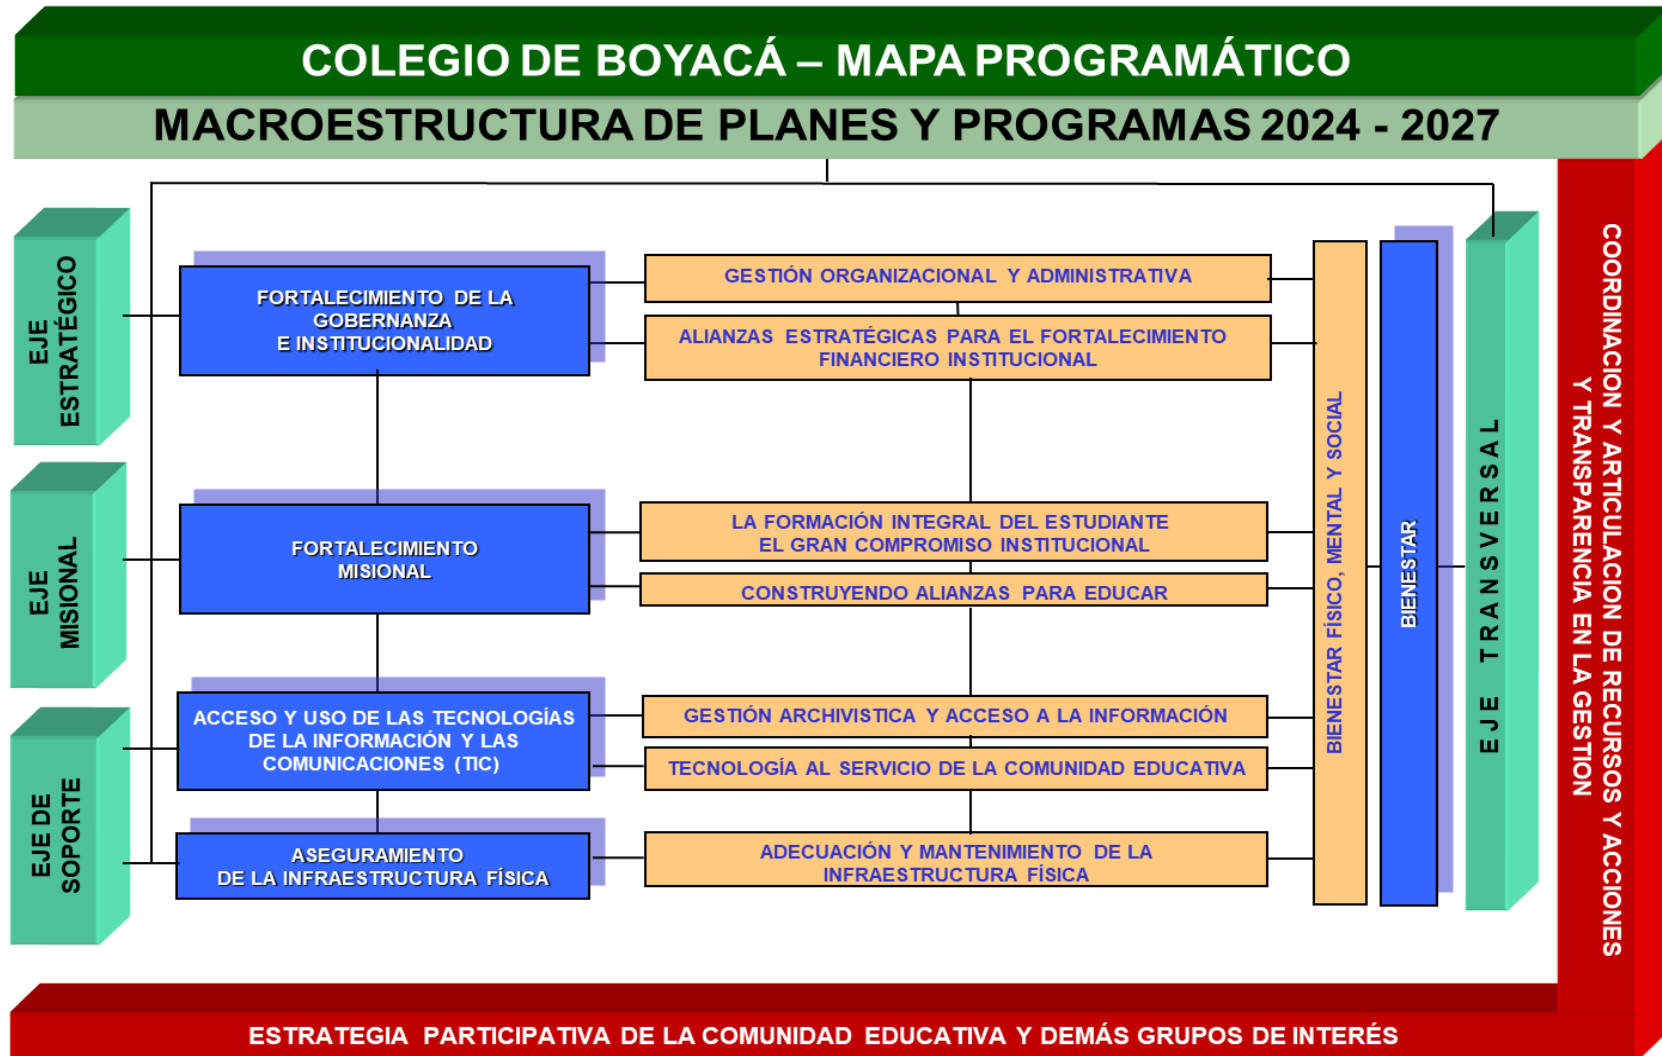 COLEGIO DE BOYACÁ – MAPA PROGRAMÁTICO
MACROESTRUCTURA DE PLANES Y PROGRAMAS 2024 - 2027
EJE
ESTRATÉGICO
FORTALECIMIENTO DE LA
GOBERNANZA
E INSTITUCIONALIDAD
GESTIÓN ORGANIZACIONAL Y ADMINISTRATIVA
ALIANZAS ESTRATÉGICAS PARA EL FORTALECIMIENTO
FINANCIERO INSTITUCIONAL
EJE
MISIONAL
FORTALECIMIENTO
MISIONAL
LA FORMACIÓN INTEGRAL DEL ESTUDIANTE
EL GRAN COMPROMISO INSTITUCIONAL
CONSTRUYENDO ALIANZAS PARA EDUCAR
EJE DE
SOPORTE
ACCESO Y USO DE LAS TECNOLOGÍAS
DE LA INFORMACIÓN Y LAS
COMUNICACIONES (TIC)
GESTIÓN ARCHIVISTICA Y ACCESO A LA INFORMACIÓN
TECNOLOGÍA AL SERVICIO DE LA COMUNIDAD EDUCATIVA
ASEGURAMIENTO
DE LA INFRAESTRUCTURA FÍSICA
ADECUACIÓN Y MANTENIMIENTO DE LA
INFRAESTRUCTURA FÍSICA
BIENESTAR FÍSICO, MENTAL Y SOCIAL
BIENESTAR
EJE TRANSVERSAL
COORDINACION Y ARTICULACION DE RECURSOS Y ACCIONES
Y TRANSPARENCIA EN LA GESTION
ESTRATEGIA PARTICIPATIVA DE LA COMUNIDAD EDUCATIVA Y DEMÁS GRUPOS DE INTERÉS